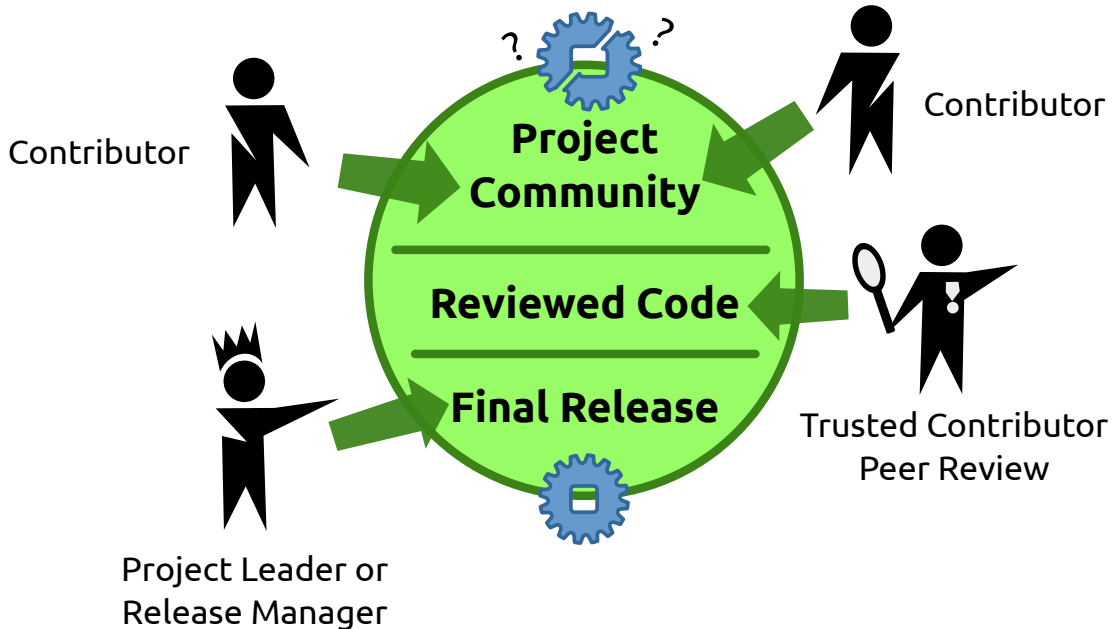 ?
?
Contributor
Contributor
Project
Community
Reviewed Code
Final Release
Trusted Contributor
Peer Review
Project Leader or
Release Manager